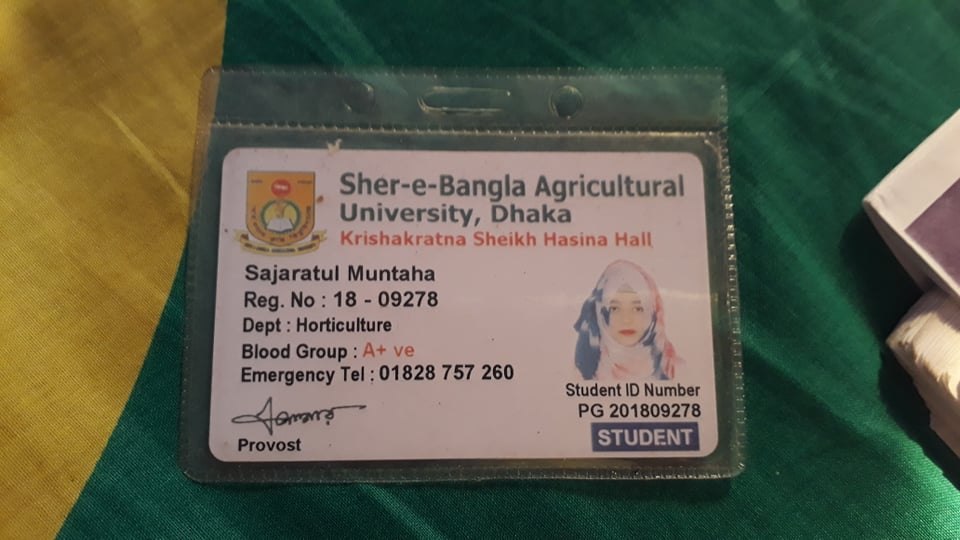 Sher-e-Bangla Agricultural
University, Dhaka
Krishakratna Sheikh Hasina Hall
Sajaratul Muntaha
Reg. No : 18 - 09278
Dept : Horticulture
Blood Group : A+ ve
Emergency Tel : 01828 757 260
Provost
Student ID Number
PG 201809278
STUDENT